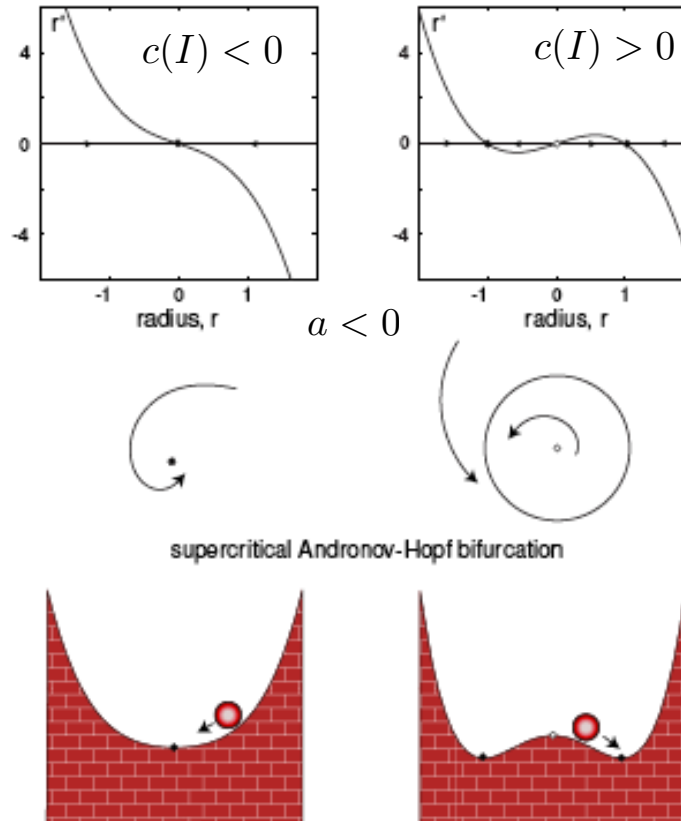 r' c(I) < 0
4
0
-4
-1 0 1
radius, r
r' c(I) > 0
4
0
-4
-1 0 1
radius, r
a < 0
supercritical Andronov-Hopf bifurcation